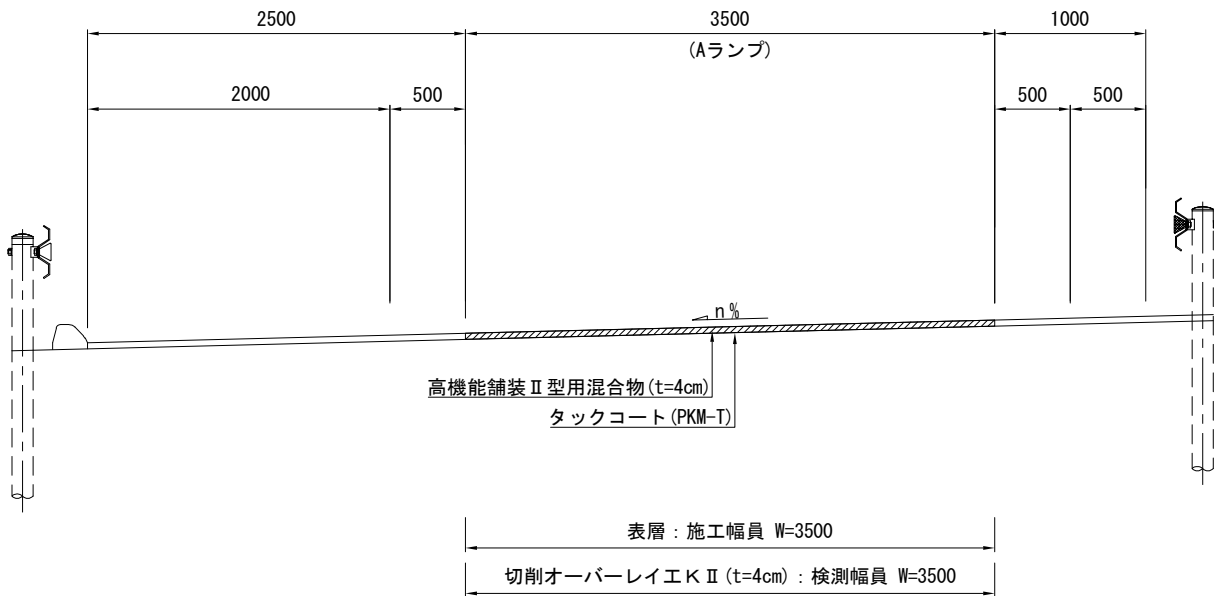 2500
3500
1000
(Aランプ)
2000
500
500
500
n%
高機能舗装Ⅱ型用混合物(t=4cm)
タックコート(PKM-T)
表層：施工幅員 W=3500
切削オーバーレイ工KⅡ(t=4cm)：検測幅員 W=3500